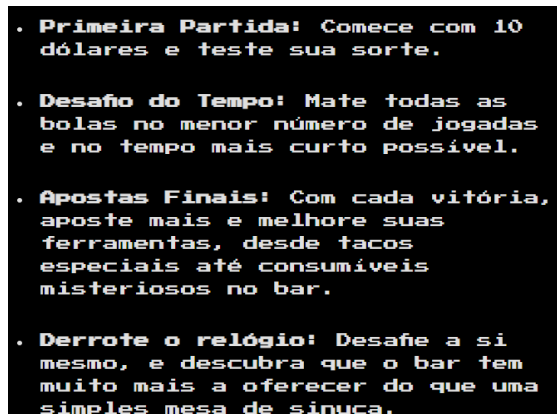 • Primeira Partida: Comece com 10
dólares e teste sua sorte.
• Desafio do Tempo: Mate todas as
bolas no menor número de jogadas
e no tempo mais curto possível.
• Apostas Finais: Com cada vitória,
aposte mais e melhore suas
ferramentas, desde tacos
especiais até consumíveis
misteriosos no bar.
• Derrote o relógio: Desafie a si
mesmo, e descubra que o bar tem
muito mais a oferecer do que uma
simples mesa de sinuca.